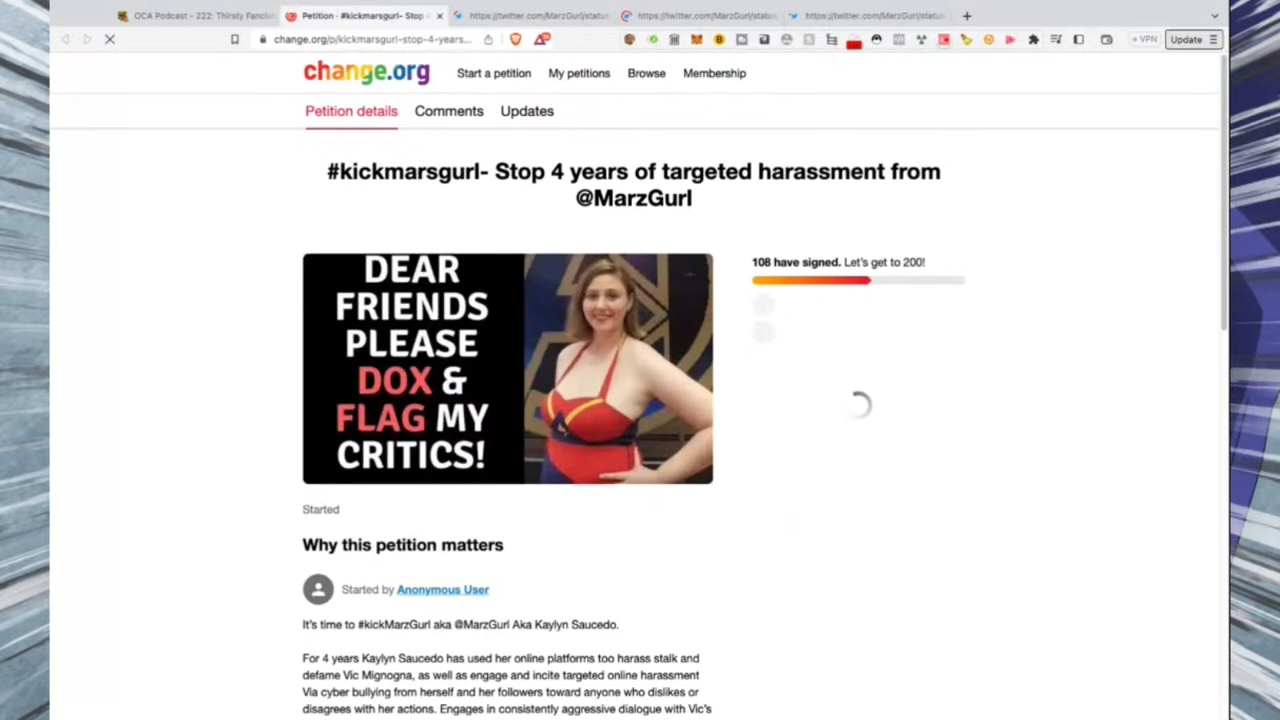 OCA Podcast - 222: Thirsty Fanclu
Petition · #kickmarsgurl- Stop 4
https://twitter.com/MarzGurl/status
https://twitter.com/MarzGurl/status
https://twitter.com/MarzGurl/status
change.org/p/kickmarsgurl-stop-4-years...
VPN
Update
change.org
Start a petition
My petitions
Browse
Membership
Petition details
Comments
Updates
#kickmarsgurl- Stop 4 years of targeted harassment from
@MarzGurl
DEAR
FRIENDS
PLEASE
DOX &
FLAG MY
CRITICS!
108 have signed. Let's get to 200!
Started
Why this petition matters
Started by Anonymous User
It's time to #kickMarzGurl aka @MarzGurl Aka Kaylyn Saucedo.
For 4 years Kaylyn Saucedo has used her online platforms too harass stalk and
defame Vic Mignogna, as well as engage and incite targeted online harassment
Via cyber bullying from herself and her followers toward anyone who dislikes or
disagrees with her actions. Engages in consistently aggressive dialogue with Vic's